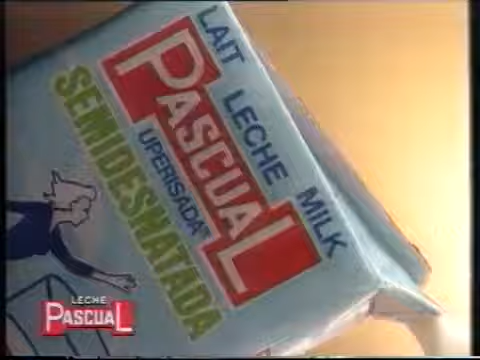 LAIT LECHE MILK
PASCUAL
UPERISADA
SEMIDESNATADA
LECHE
PASCUAL